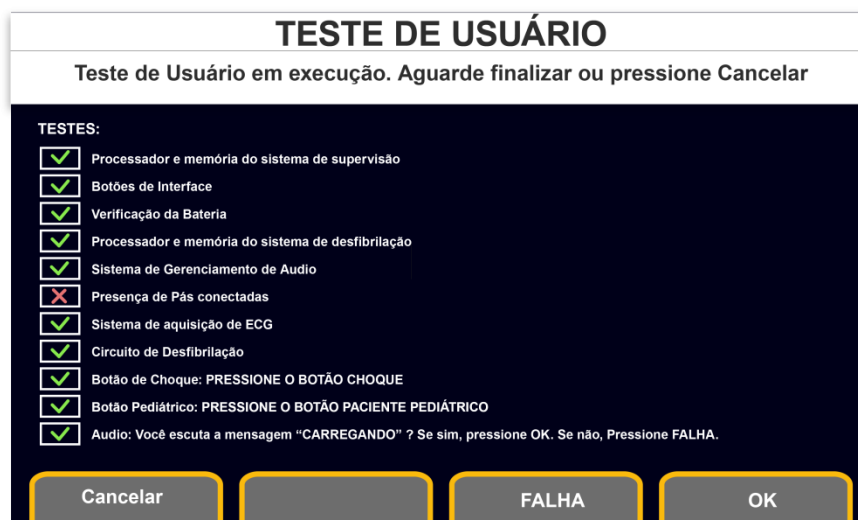 TESTE DE USUÁRIO
Teste de Usuário em execução. Aguarde finalizar ou pressione Cancelar
TESTES:
Processador e memória do sistema de supervisão
Botões de Interface
Verificação da Bateria
Processador e memória do sistema de desfibrilação
Sistema de Gerenciamento de Audio
Presença de Pás conectadas
Sistema de aquisição de ECG
Circuito de Desfibrilação
Botão de Choque: PRESSIONE O BOTÃO CHOQUE
Botão Pediátrico: PRESSIONE O BOTÃO PACIENTE PEDIÁTRICO
Audio: Você escuta a mensagem “CARREGANDO” ? Se sim, pressione OK. Se não, Pressione FALHA.
Cancelar FALHA OK